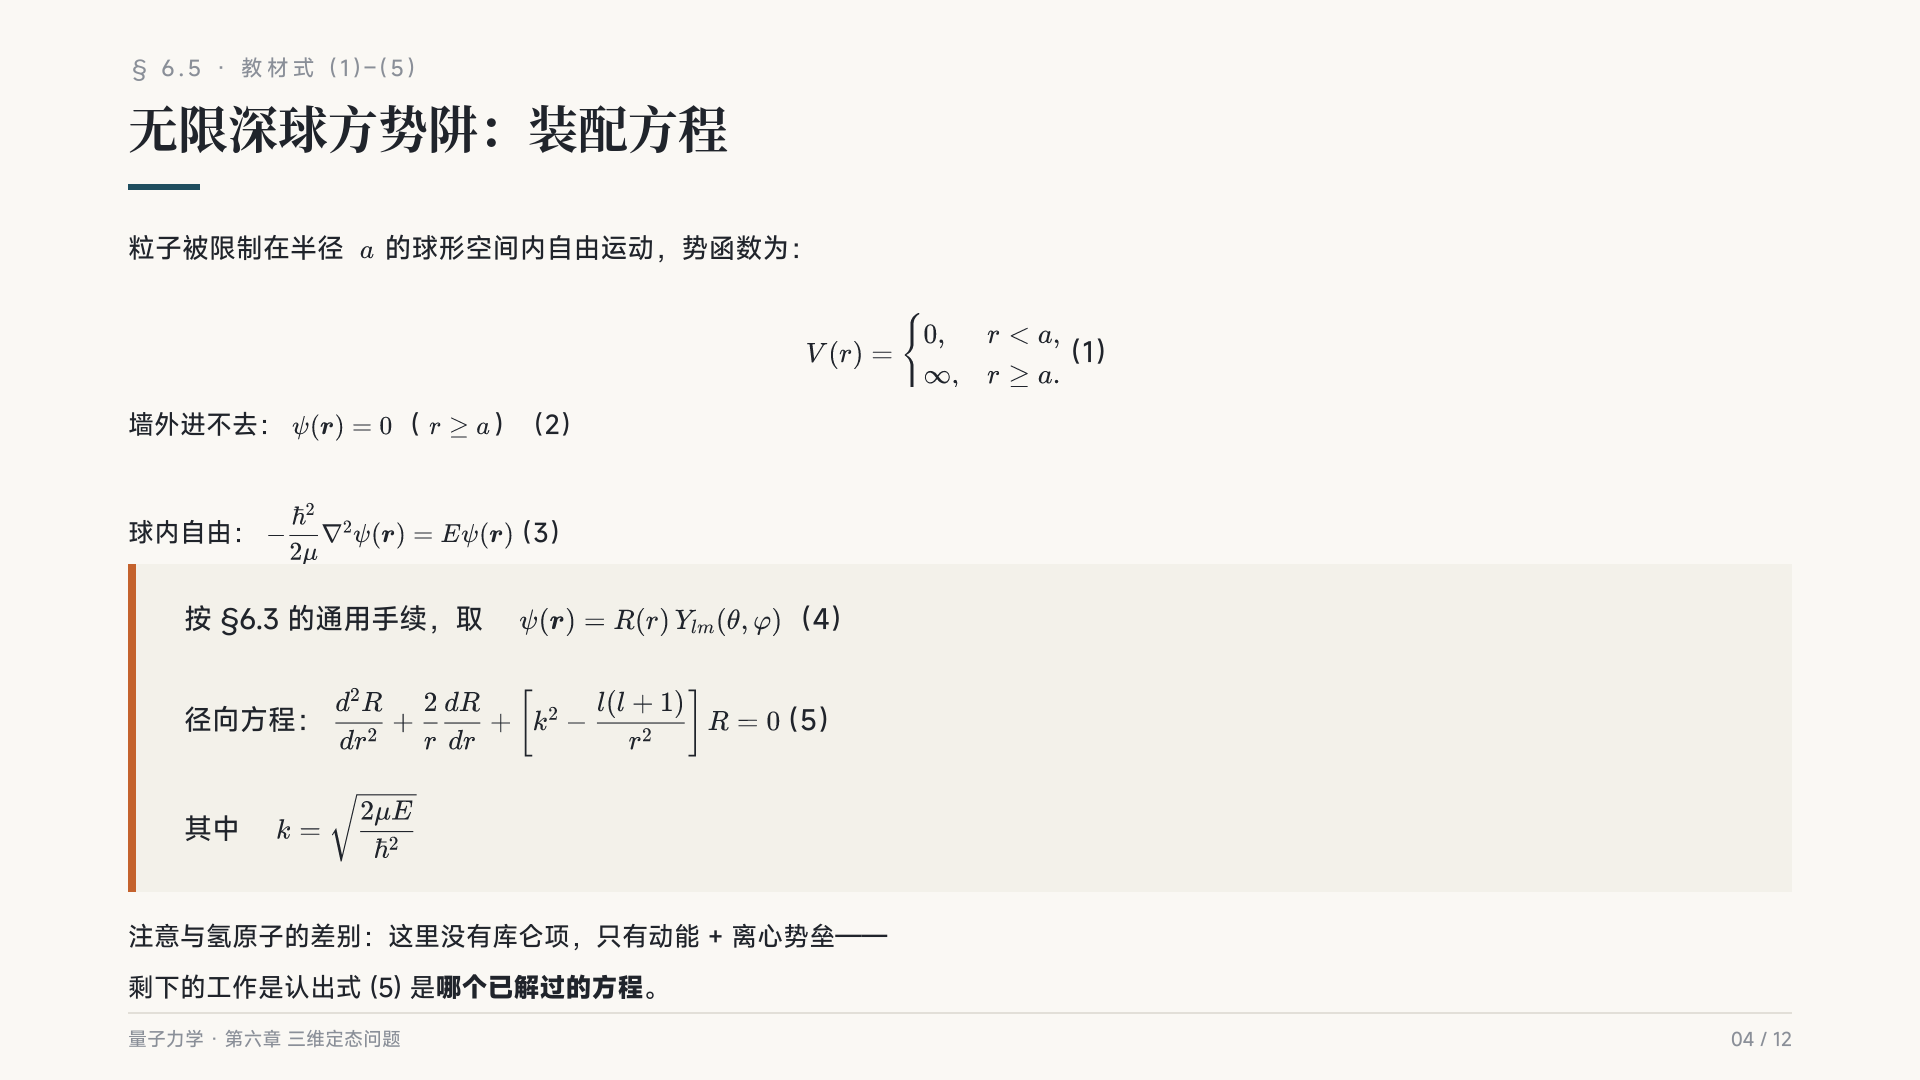 § 6.5 · 教材式 (1)–(5)
无限深球方势阱：装配方程
粒子被限制在半径 a 的球形空间内自由运动，势函数为：
V(r) = { 0, r < a, (1)
∞, r ≥ a.
墙外进不去： ψ(r) = 0 ( r ≥ a) (2)
球内自由： −ħ²/2μ ∇²ψ(r) = Eψ(r) (3)
按 §6.3 的通用手续，取 ψ(r) = R(r) Y_lm(θ, φ) (4)
径向方程： d²R/dr² + 2/r dR/dr + [k² − l(l + 1)/r²] R = 0 (5)
其中 k = √(2μE/ħ²)
注意与氢原子的差别：这里没有库仑项，只有动能 + 离心势垒——
剩下的工作是认出式 (5) 是哪个已解过的方程。
量子力学 · 第六章 三维定态问题
04 / 12